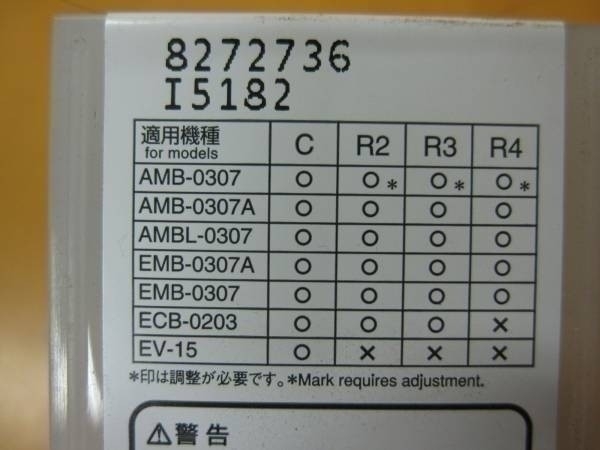 8272736
I5182
適用機種 C R2 R3 R4
for models
AMB-0307 ○ ○* ○* ○*
AMB-0307A ○ ○ ○ ○
AMBL-0307 ○ ○ ○ ○
EMB-0307A ○ ○ ○ ○
EMB-0307 ○ ○ ○ ○
ECB-0203 ○ ○ ○ ×
EV-15 ○ × × ×
*印は調整が必要です。*Mark requires adjustment.
⚠警告